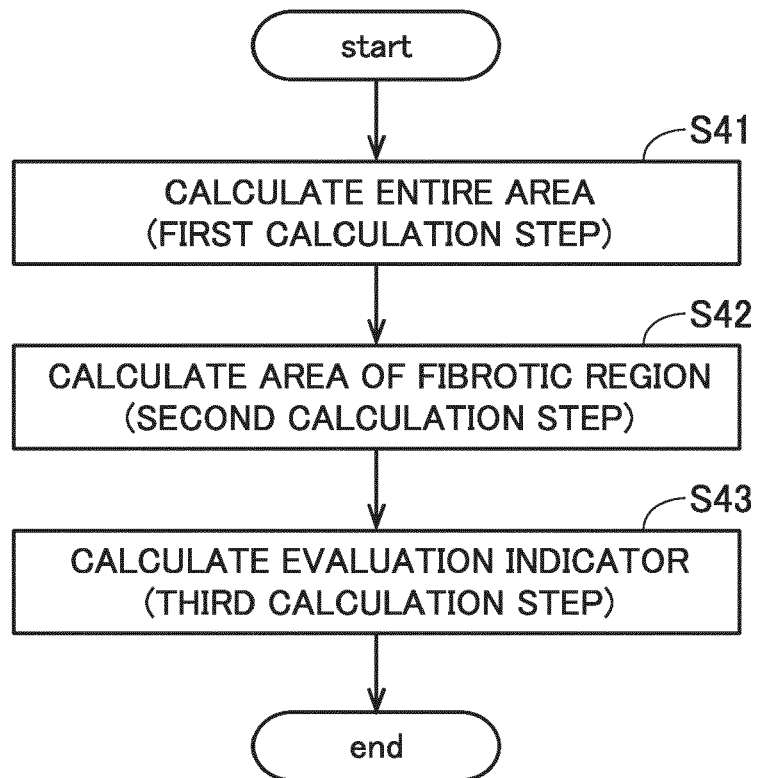 start
S41
CALCULATE ENTIRE AREA
(FIRST CALCULATION STEP)
S42
CALCULATE AREA OF FIBROTIC REGION
(SECOND CALCULATION STEP)
S43
CALCULATE EVALUATION INDICATOR
(THIRD CALCULATION STEP)
end